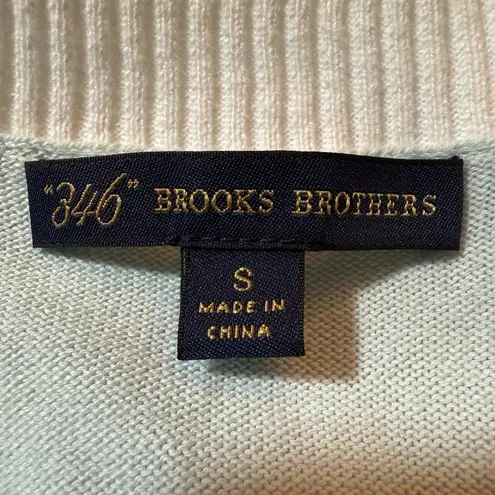 "346" BROOKS BROTHERS
S
MADE IN
CHINA